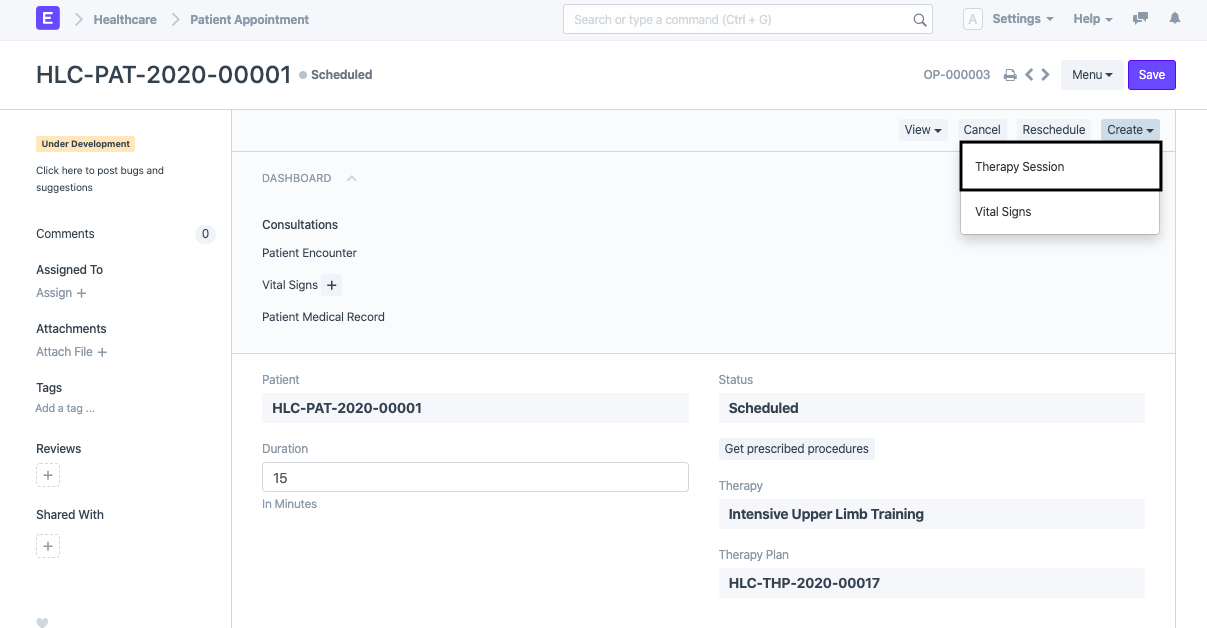 E Healthcare Patient Appointment Search or type a command (Ctrl + G) A Settings Help
HLC-PAT-2020-00001 Scheduled OP-000003 Menu Save
View Cancel Reschedule Create
Therapy Session
Vital Signs
Under Development
Click here to post bugs and
suggestions
Comments 0
Assigned To
Assign +
Attachments
Attach File +
Tags
Add a tag ...
Reviews
+
Shared With
+
DASHBOARD
Consultations
Patient Encounter
Vital Signs +
Patient Medical Record
Patient
HLC-PAT-2020-00001
Duration
15
In Minutes
Status
Scheduled
Get prescribed procedures
Therapy
Intensive Upper Limb Training
Therapy Plan
HLC-THP-2020-00017